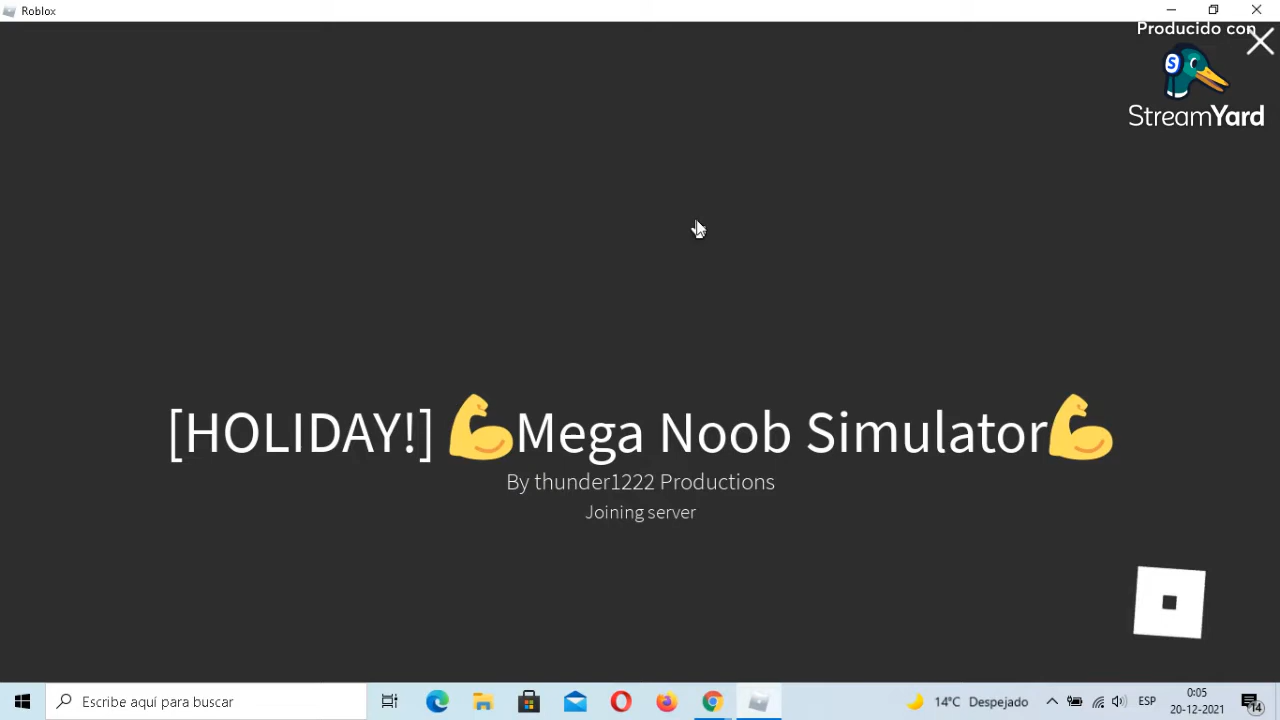 Roblox
Producido con
S
StreamYard
[HOLIDAY!] 💪Mega Noob Simulator💪
By thunder1222 Productions
Joining server
Escribe aquí para buscar
14°C Despejado
ESP
0:05
20-12-2021
14